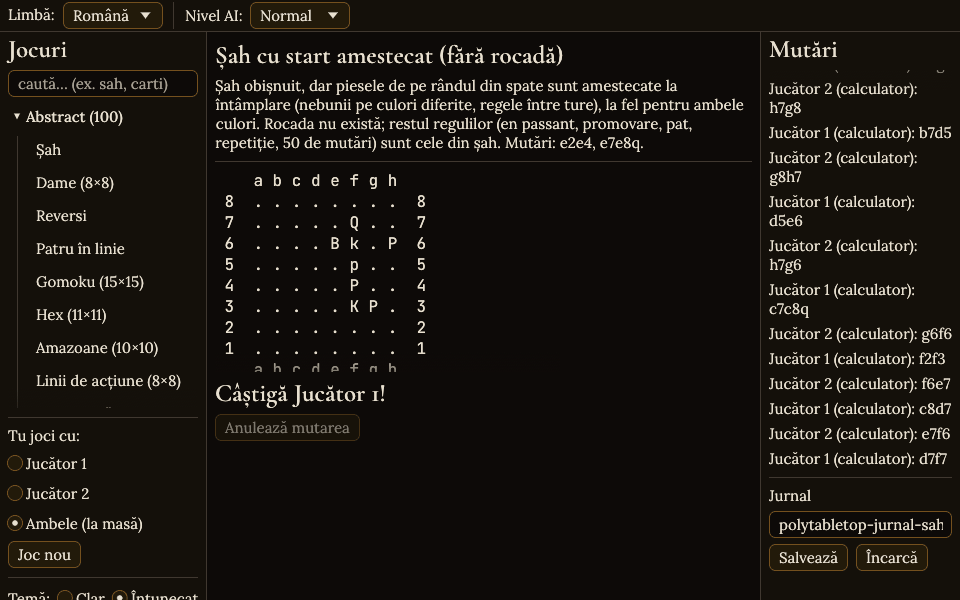 Limbă: Română ▼ Nivel AI: Normal ▼
Jocuri
caută... (ex. sah, carti)
▼ Abstract (100)
Șah
Dame (8×8)
Reversi
Patru în linie
Gomoku (15×15)
Hex (11×11)
Amazoane (10×10)
Linii de acțiune (8×8)
Tu joci cu:
Jucător 1
Jucător 2
Ambele (la masă)
Joc nou
Temă: Clar Întunecat
Șah cu start amestecat (fără rocadă)
Șah obișnuit, dar piesele de pe rândul din spate sunt amestecate la
întâmplare (nebunii pe culori diferite, regele între ture), la fel pentru ambele
culori. Rocada nu există; restul regulilor (en passant, promovare, pat,
repetiție, 50 de mutări) sunt cele din șah. Mutări: e2e4, e7e8q.
a b c d e f g h
8 . . . . . . . . 8
7 . . . . . Q . . 7
6 . . . . B k . P 6
5 . . . . . p . . 5
4 . . . . . P . . 4
3 . . . . . K P . 3
2 . . . . . . . . 2
1 . . . . . . . . 1
a b c d e f g h
Câștigă Jucător 1!
Anulează mutarea
Mutări
Jucător 2 (calculator):
h7g8
Jucător 1 (calculator): b7d5
Jucător 2 (calculator):
g8h7
Jucător 1 (calculator):
d5e6
Jucător 2 (calculator):
h7g6
Jucător 1 (calculator):
c7c8q
Jucător 2 (calculator): g6f6
Jucător 1 (calculator): f2f3
Jucător 2 (calculator): f6e7
Jucător 1 (calculator): c8d7
Jucător 2 (calculator): e7f6
Jucător 1 (calculator): d7f7
Jurnal
polytabletop-jurnal-sah
Salvează Încarcă